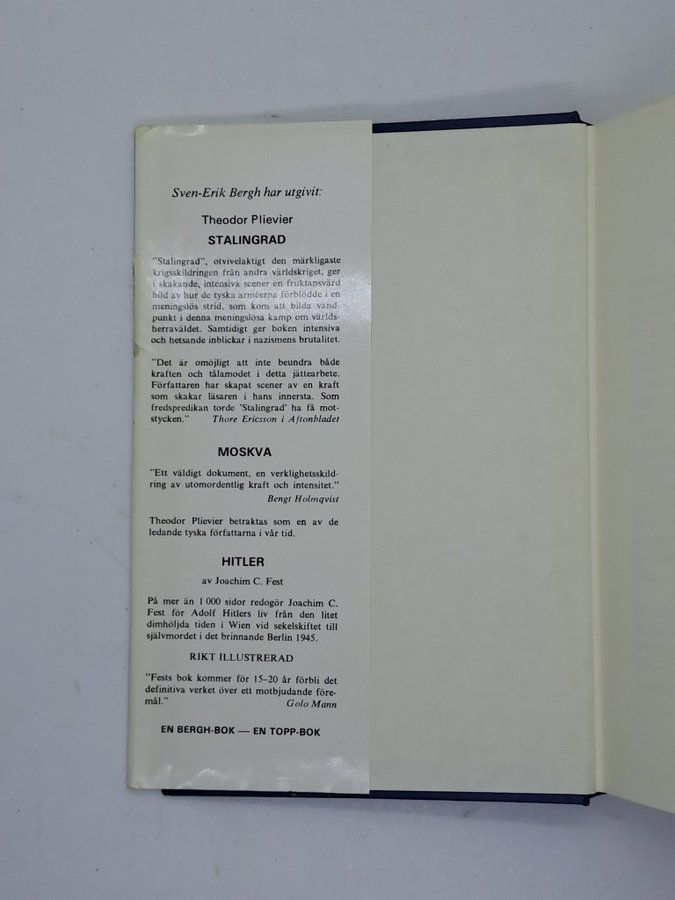 Sven-Erik Bergh har utgivit:
Theodor Plievier
STALINGRAD
"Stalingrad", otvivelaktigt den märkligaste
krigsskildringen från andra världskriget, ger
i skakande, intensiva scener en fruktansvärd
bild av hur de tyska arméerna förblödde i en
meningslös strid, som kom att bilda vänd-
punkt i denna meningslösa kamp om världs-
herraväldet. Samtidigt ger boken intensiva
och hetsande inblickar i nazismens brutalitet.
"Det är omöjligt att inte beundra både
kraften och tålamodet i detta jättearbete.
Författaren har skapat scener av en kraft
som skakar läsaren i hans innersta. Som
fredspredikan torde 'Stalingrad' ha få mot-
stycken." Thore Ericsson i Aftonbladet
MOSKVA
"Ett väldigt dokument, en verklighetsskild-
ring av utomordentlig kraft och intensitet."
Bengt Holmqvist
Theodor Plievier betraktas som en av de
ledande tyska författarna i vår tid.
HITLER
av Joachim C. Fest
På mer än 1 000 sidor redogör Joachim C.
Fest för Adolf Hitlers liv från den litet
dimhöljda tiden i Wien vid sekelskiftet till
självmordet i det brinnande Berlin 1945.
RIKT ILLUSTRERAD
"Fests bok kommer för 15–20 år förbli det
definitiva verket över ett motbjudande före-
mål." Golo Mann
EN BERGH-BOK — EN TOPP-BOK